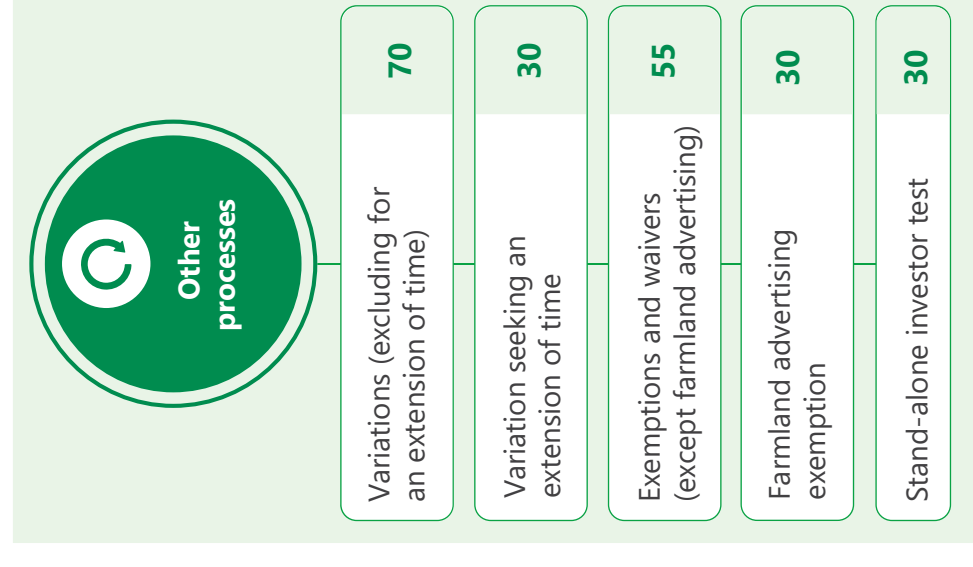 Other
processes
Variations (excluding for
an extension of time)
70
Variation seeking an
extension of time
30
Exemptions and waivers
(except farmland advertising)
55
Farmland advertising
exemption
30
Stand-alone investor test
30